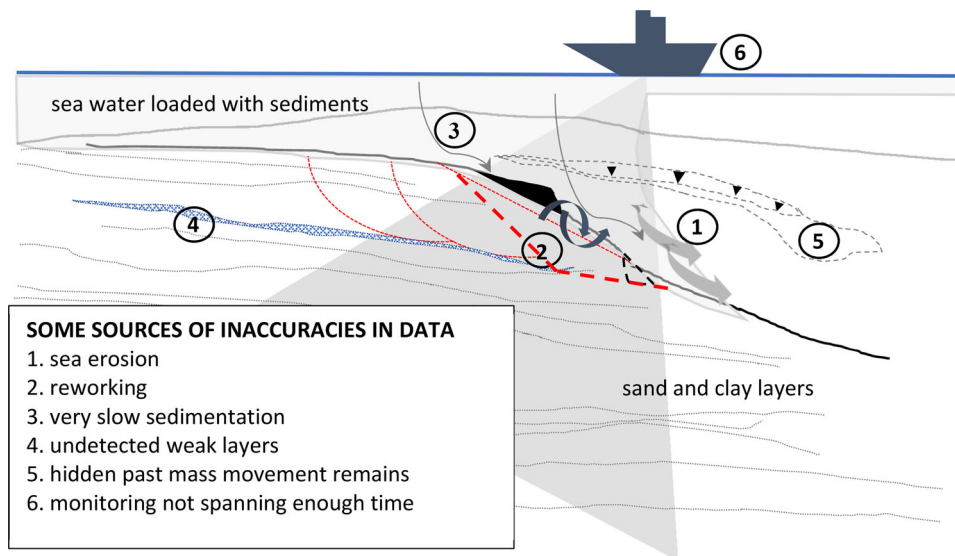 6
sea water loaded with sediments
3
1
4
2
5
SOME SOURCES OF INACCURACIES IN DATA
1. sea erosion
2. reworking
3. very slow sedimentation
4. undetected weak layers
5. hidden past mass movement remains
6. monitoring not spanning enough time
sand and clay layers